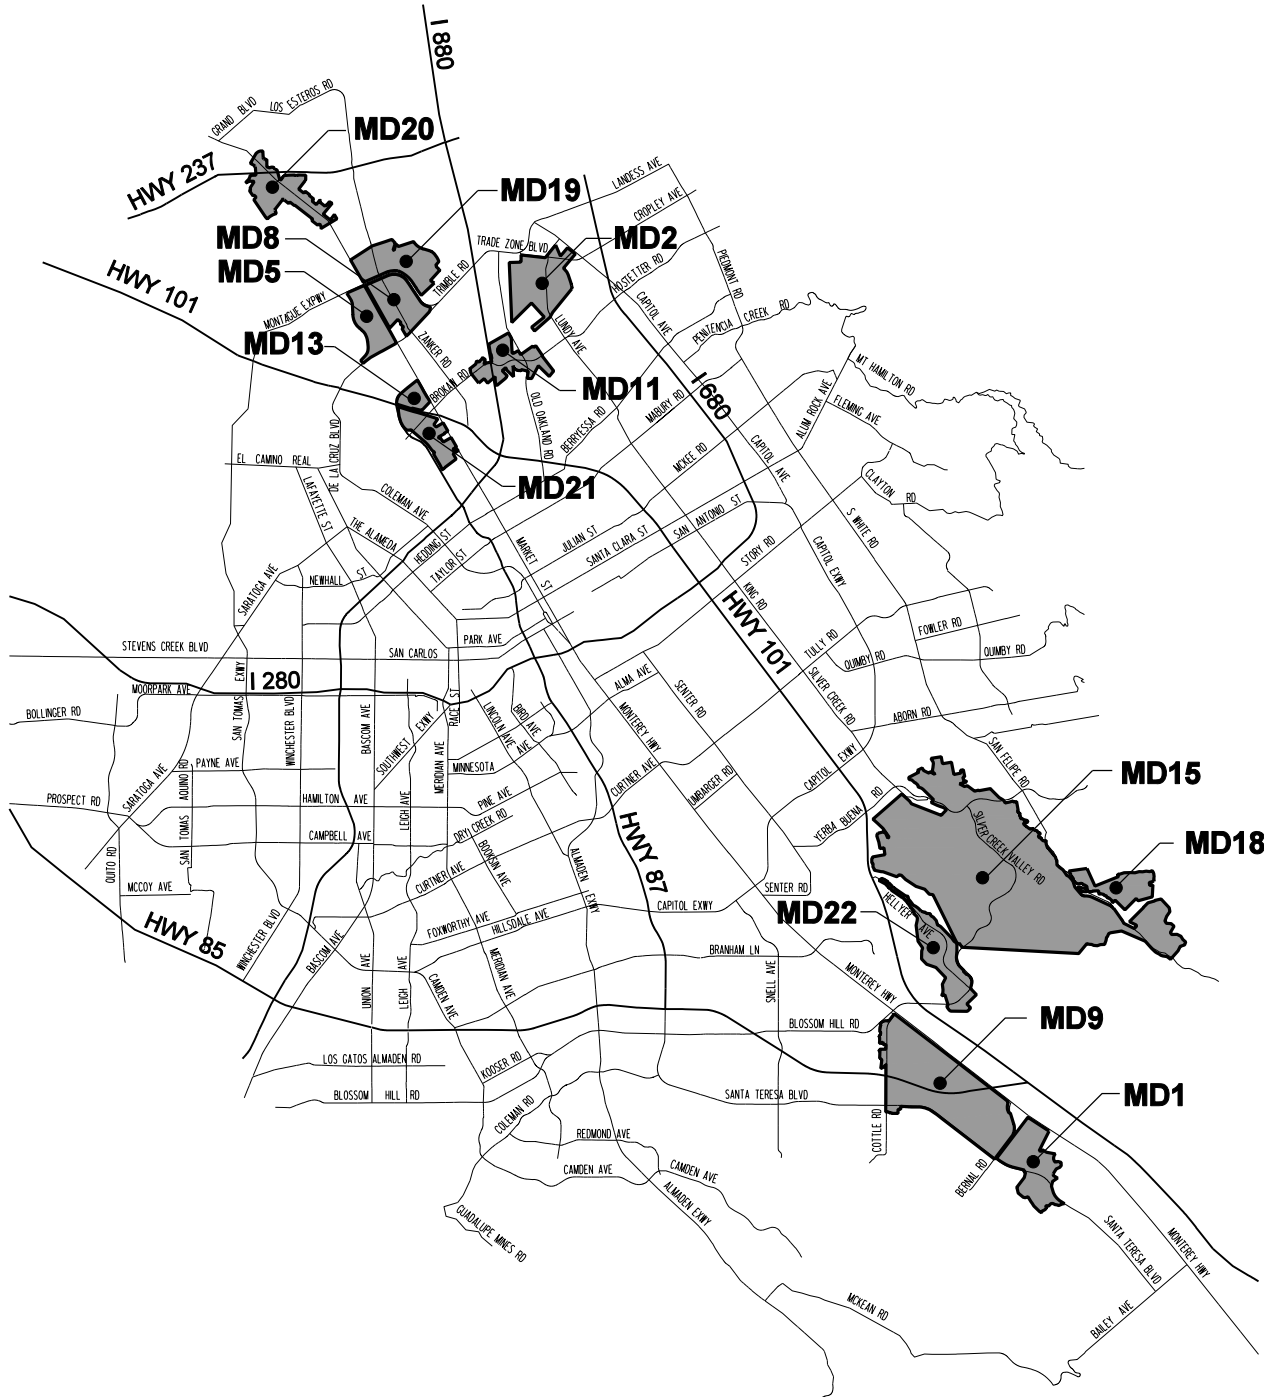 I 880
GRAND BLVD
LOS ESTEROS RD
MD20
HWY 237
LANDESS AVE
MD19
CROPLEY AVE
MD8
TRADE ZONE BLVD
MD2
MD5
HWY 101
TRIMBLE RD
HOSTETTER RD
PIEDMONT RD
MONTAGUE EXPWY
CAPITOL AVE
PENITENCIA CREEK RD
LUNDY AVE
ZANKER RD
MD13
BROKAW RD
MD11
I 680
MT HAMILTON RD
OLD OAKLAND RD
BERRYESSA RD
MABURY RD
ALUM ROCK AVE
FLEMING AVE
DE LA CRUZ BLVD
EL CAMINO REAL
MCKEE RD
CAPITOL AVE
CLAYTON RD
MD21
LAFAYETTE ST
COLEMAN AVE
THE ALAMEDA
HEDDING ST
TAYLOR ST
MARKET ST
JULIAN ST
SANTA CLARA ST
SAN ANTONIO ST
S WHITE RD
STORY RD
CAPITOL EXWY
SARATOGA AVE
NEWHALL ST
KING RD
HWY 101
STEVENS CREEK BLVD
SAN CARLOS
PARK AVE
TULLY RD
FOWLER RD
QUIMBY RD
QUIMBY RD
I 280
MOORPARK AVE
BOLLINGER RD
SAN TOMAS EXWY
WINCHESTER BLVD
BASCOM AVE
SOUTHWEST EXWY
MERIDIAN AVE
RACE ST
LINCOLN AVE
BIRD AVE
ALMA AVE
SENTER RD
MONTEREY HWY
SILVER CREEK RD
ABORN RD
SAN FELIPE RD
PAYNE AVE
MINNESOTA AVE
CURTNER AVE
UMBARGER RD
CAPITOL EXWY
MD15
PROSPECT RD
SARATOGA AVE
SAN TOMAS AQUINO RD
HAMILTON AVE
LEIGH AVE
PINE AVE
YERBA BUENA RD
CAMPBELL AVE
DRY CREEK RD
HWY 87
SILVER CREEK VALLEY RD
MD18
QUITO RD
MCCOY AVE
CURTNER AVE
BOOKSIN AVE
ALMADEN EXWY
SENTER RD
CAPITOL EXWY
MD22
HELLYER AVE
HWY 85
WINCHESTER BLVD
BASCOM AVE
FOXWORTHY AVE
HILLSDALE AVE
BRANHAM LN
UNION AVE
LEIGH AVE
CAMDEN AVE
MERIDIAN AVE
SNELL AVE
MONTEREY HWY
BLOSSOM HILL RD
MD9
LOS GATOS ALMADEN RD
KOOSER RD
BLOSSOM HILL RD
SANTA TERESA BLVD
MD1
COLEMAN RD
REDMOND AVE
COTTLE RD
CAMDEN AVE
CAMDEN AVE
BERNAL RD
ALMADEN EXWY
GUADALUPE MINES RD
SANTA TERESA BLVD
MONTEREY HWY
MCKEAN RD
BAILEY AVE